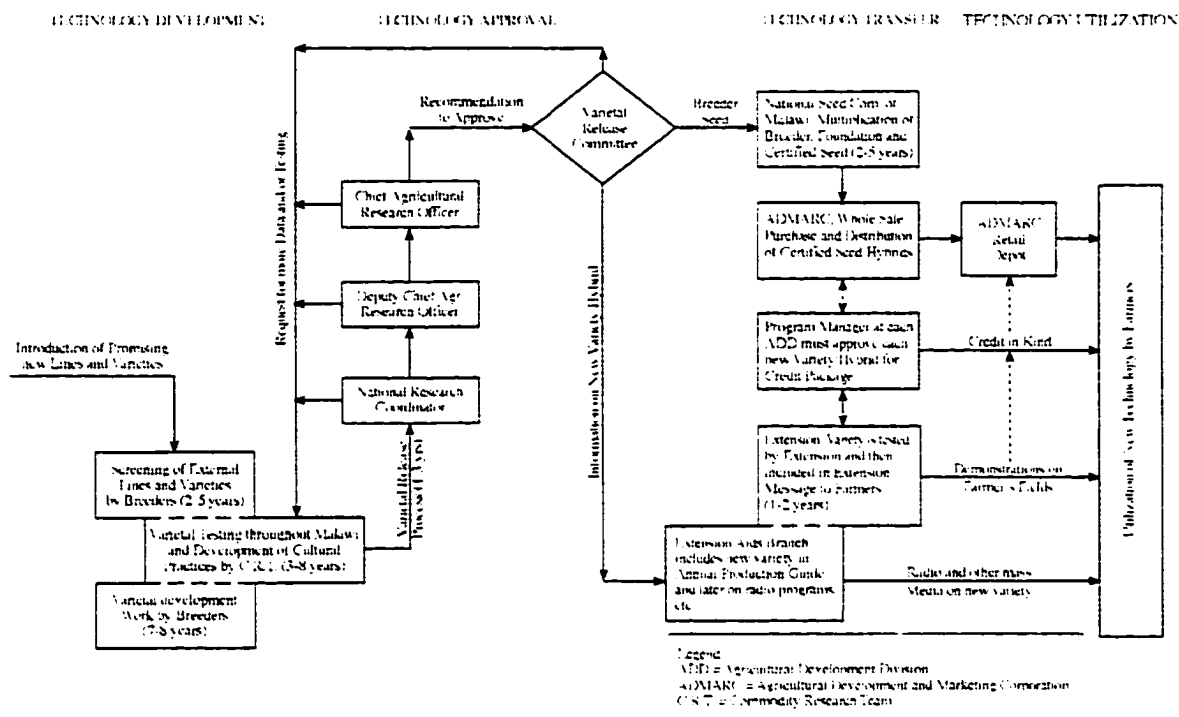 TECHNOLOGY DEVELOPMENT
TECHNOLOGY APPROVAL
TECHNOLOGY TRANSFER
TECHNOLOGY UTILIZATION
Recommendation
to Approve
Varietal
Release
Committee
Breeder
Seed
National Seed Com. of
Malawi. Multiplication of
Breeder, Foundation and
Certified Seed (2-5 years)
Request for more Data and or Testing
Chief Agricultural
Research Officer
ADMARC, Whole Sale
Purchase and Distribution
of Certified Seed Hybrids
ADMARC
Retail
Depot
Deputy Chief Agr.
Research Officer
Information on New Variety Hybrid
Program Manager at each
ADD must approve each
new Variety Hybrid for
Credit Package
Credit in Kind
Utilization of New Technology by Farmers
Introduction of Promising
new Lines and Varieties
National Research
Coordinator
Extension Variety is tested
by Extension and then
included in Extension
Message to Farmers
(1-2 years)
Demonstrations on
Farmer's Fields
Screening of External
Lines and Varieties
by Breeders (2-5 years)
Varietal Release
Process (1-3 yrs)
Varietal Testing throughout Malawi
and Development of Cultural
Practices by C.R.T. (3-8 years)
Extension Aids Branch
includes new variety in
Annual Production Guide
and later on radio programs,
etc
Radio and other mass
Media on new variety
Varietal development
Work by Breeders
(7-8 years)
Legend
ADD = Agricultural Development Division
ADMARC = Agricultural Development and Marketing Corporation
C.R.T. = Commodity Research Team